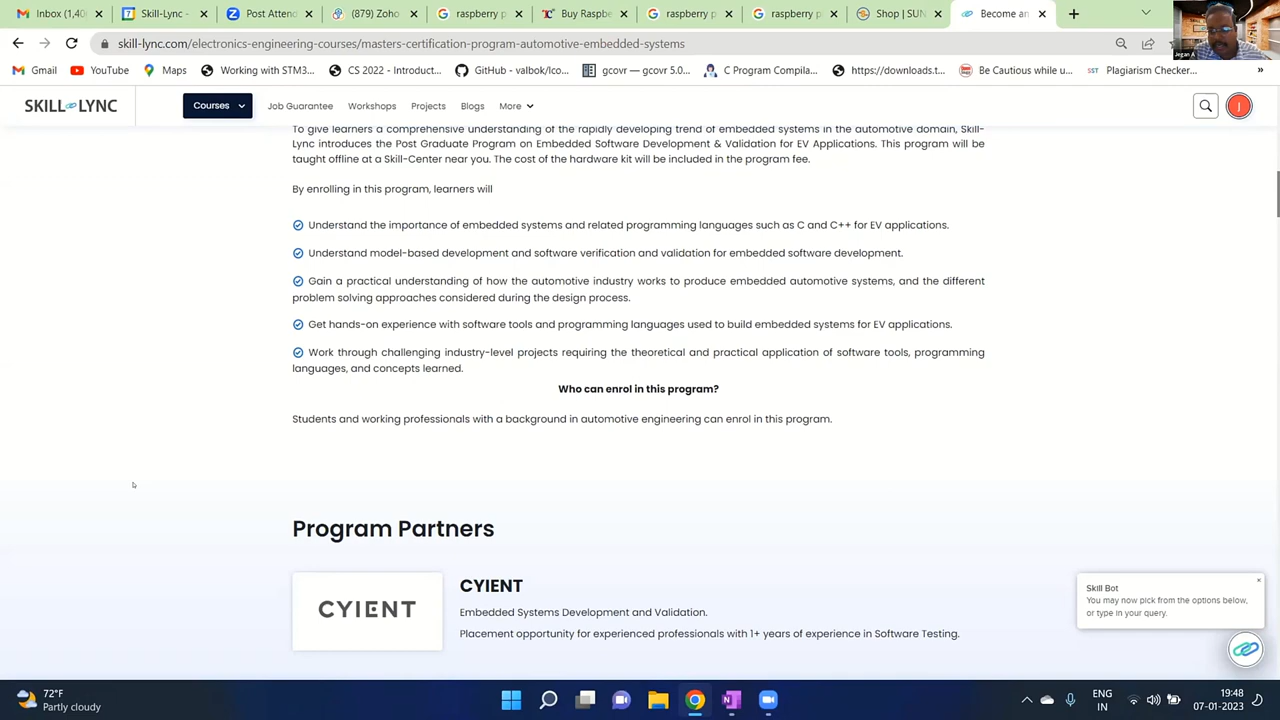 Inbox (1,40
Skill-Lync -
Post Attend
(879) Zoho
raspberry p
Buy Raspbe
raspberry p
raspberry p
Shop | SUN
Become an
skill-lync.com/electronics-engineering-courses/masters-certification-program-automotive-embedded-systems
Gmail
YouTube
Maps
Working with STM3...
CS 2022 - Introduct...
GitHub - valbok/lco...
gcovr — gcovr 5.0...
C Program Compila...
https://downloads.t...
Be Cautious while u...
SST Plagiarism Checker...
»
Jegan A
SKILL LYNC
Courses
Job Guarantee
Workshops
Projects
Blogs
More
J
To give learners a comprehensive understanding of the rapidly developing trend of embedded systems in the automotive domain, Skill-
Lync introduces the Post Graduate Program on Embedded Software Development & Validation for EV Applications. This program will be
taught offline at a Skill-Center near you. The cost of the hardware kit will be included in the program fee.
By enrolling in this program, learners will
Understand the importance of embedded systems and related programming languages such as C and C++ for EV applications.
Understand model-based development and software verification and validation for embedded software development.
Gain a practical understanding of how the automotive industry works to produce embedded automotive systems, and the different
problem solving approaches considered during the design process.
Get hands-on experience with software tools and programming languages used to build embedded systems for EV applications.
Work through challenging industry-level projects requiring the theoretical and practical application of software tools, programming
languages, and concepts learned.
Who can enrol in this program?
Students and working professionals with a background in automotive engineering can enrol in this program.
Program Partners
CYIENT
CYIENT
Embedded Systems Development and Validation.
Placement opportunity for experienced professionals with 1+ years of experience in Software Testing.
Skill Bot
You may now pick from the options below,
or type in your query.
72°F
Partly cloudy
ENG
IN
19:48
07-01-2023